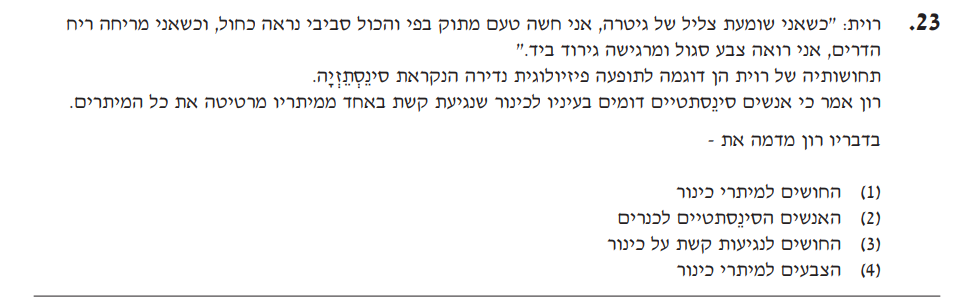 23. רוית: "כשאני שומעת צליל של גיטרה, אני חשה טעם מתוק בפי והכול סביבי נראה כחול, וכשאני מריחה ריח
הדרים, אני רואה צבע סגול ומרגישה גירוד ביד."
תחושותיה של רוית הן דוגמה לתופעה פיזיולוגית נדירה הנקראת סִינֶסְתֶזְיָה.
רון אמר כי אנשים סינֶסתטיים דומים בעיניו לכינור שנגיעת קשת באחד ממיתריו מרטיטה את כל המיתרים.
בדבריו רון מדמה את -
(1) החושים למיתרי כינור
(2) האנשים הסינֶסתטיים לכנרים
(3) החושים לנגיעות קשת על כינור
(4) הצבעים למיתרי כינור